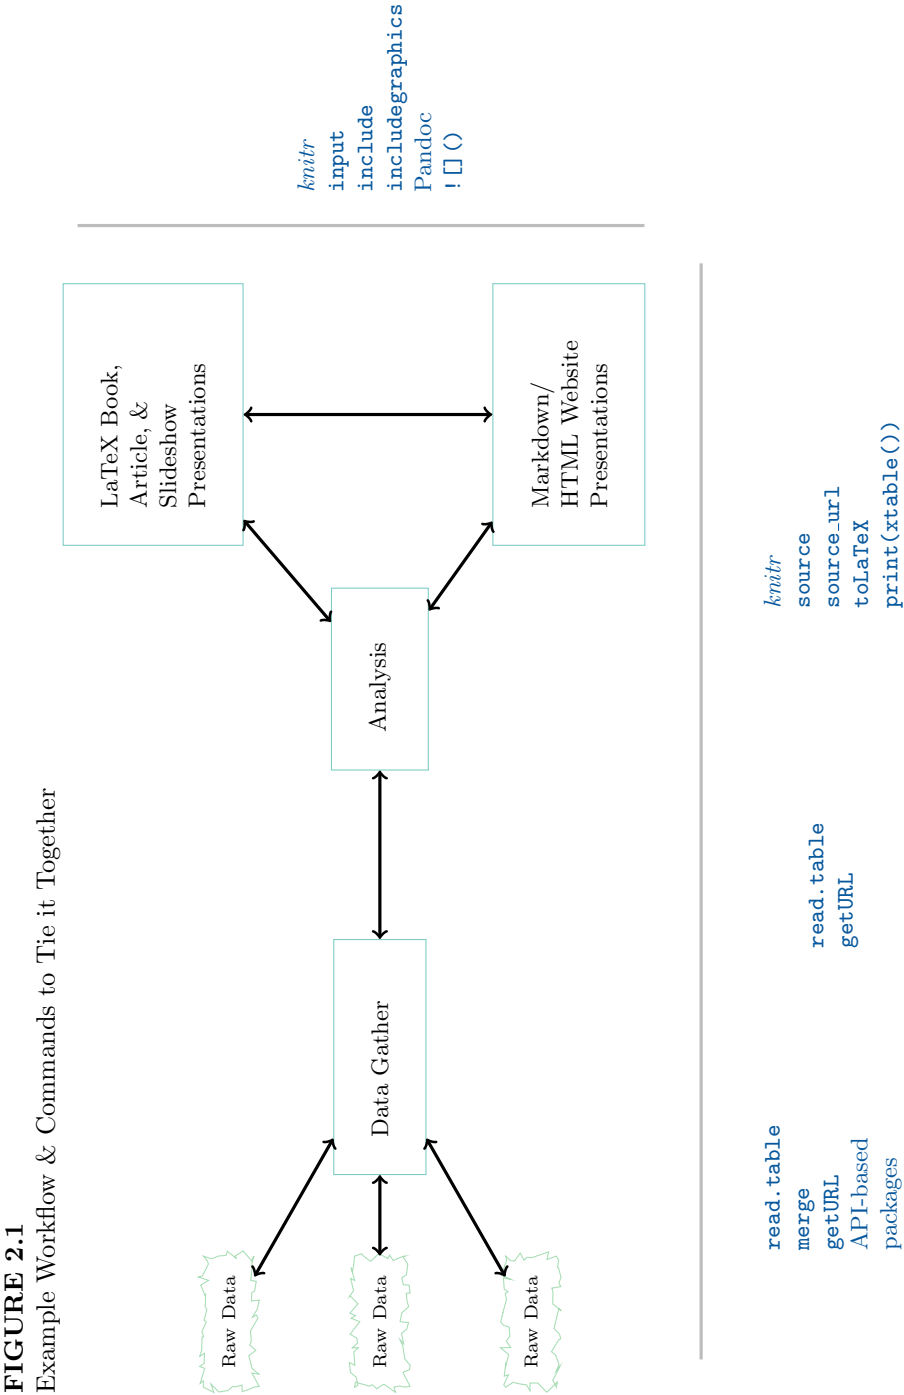 FIGURE 2.1
Example Workflow & Commands to Tie it Together
Raw Data
Raw Data
Raw Data
Data Gather
Analysis
LaTeX Book,
Article, &
Slideshow
Presentations
Markdown/
HTML Website
Presentations
knitr
input
include
includegraphics
Pandoc
![]()
read.table
merge
getURL
API-based
packages
read.table
getURL
knitr
source
source_url
toLaTeX
print(xtable())